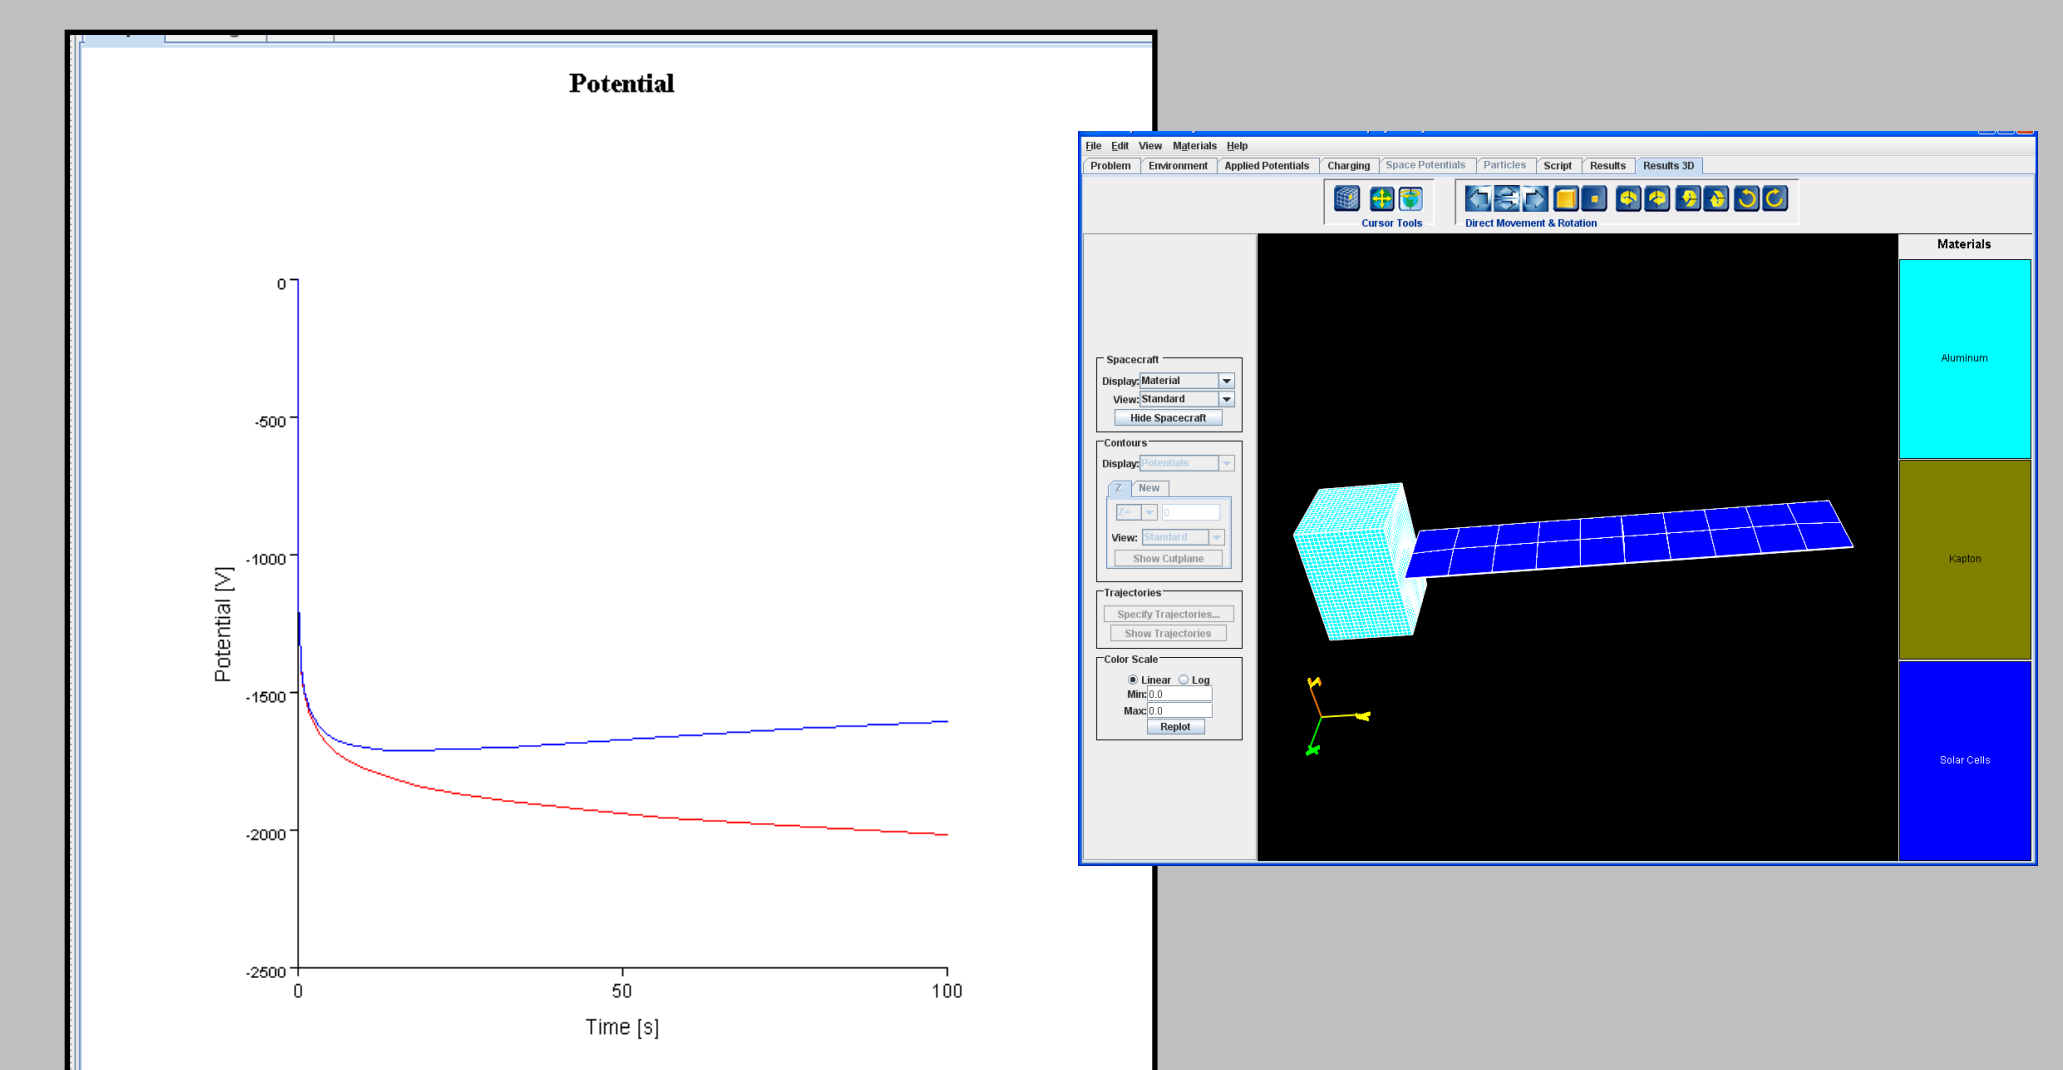 Potential
0
-500
-1000
-1500
-2000
-2500
Potential [V]
0 50 100
Time [s]
File Edit View Materials Help
Problem Environment Applied Potentials Charging Space Potentials Particles Script Results Results 3D
Cursor Tools Direct Movement & Rotation
Materials
Aluminum
Kapton
Solar Cells
Spacecraft
Display: Material
View: Standard
Hide Spacecraft
Contours
Display: Potentials
Z New
Z= 0.
View: Standard
Show Cutplane
Trajectories
Specify Trajectories...
Show Trajectories
Color Scale
Linear Log
Min: 0.0
Max: 0.0
Replot